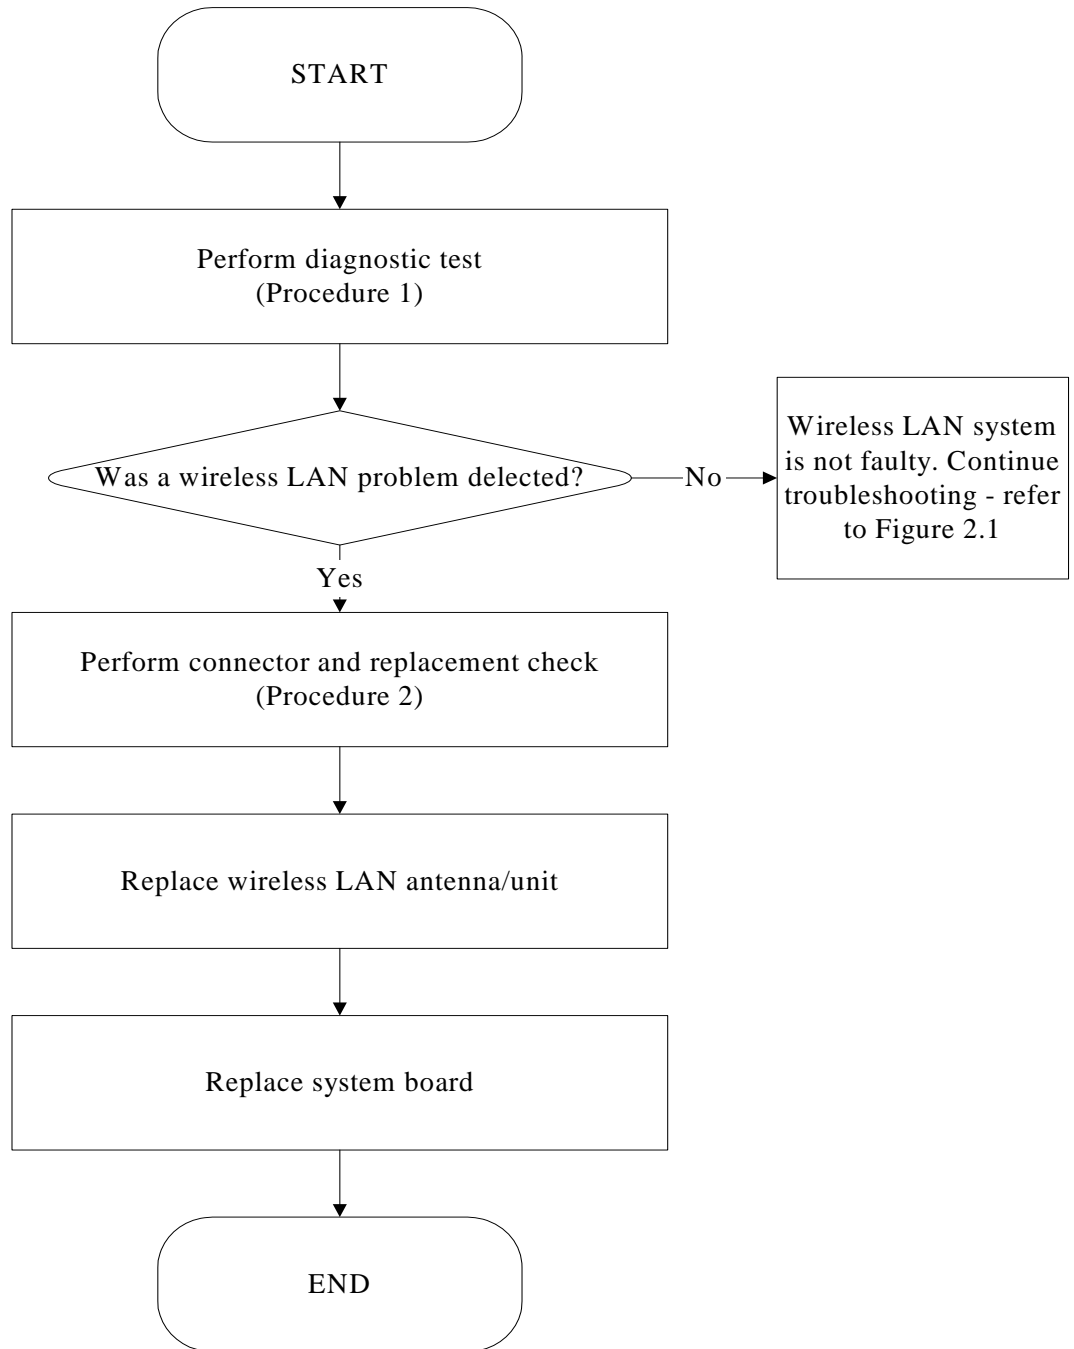 START
Perform diagnostic test
(Procedure 1)
Was a wireless LAN problem delected?
No
Wireless LAN system
is not faulty. Continue
troubleshooting - refer
to Figure 2.1
Yes
Perform connector and replacement check
(Procedure 2)
Replace wireless LAN antenna/unit
Replace system board
END